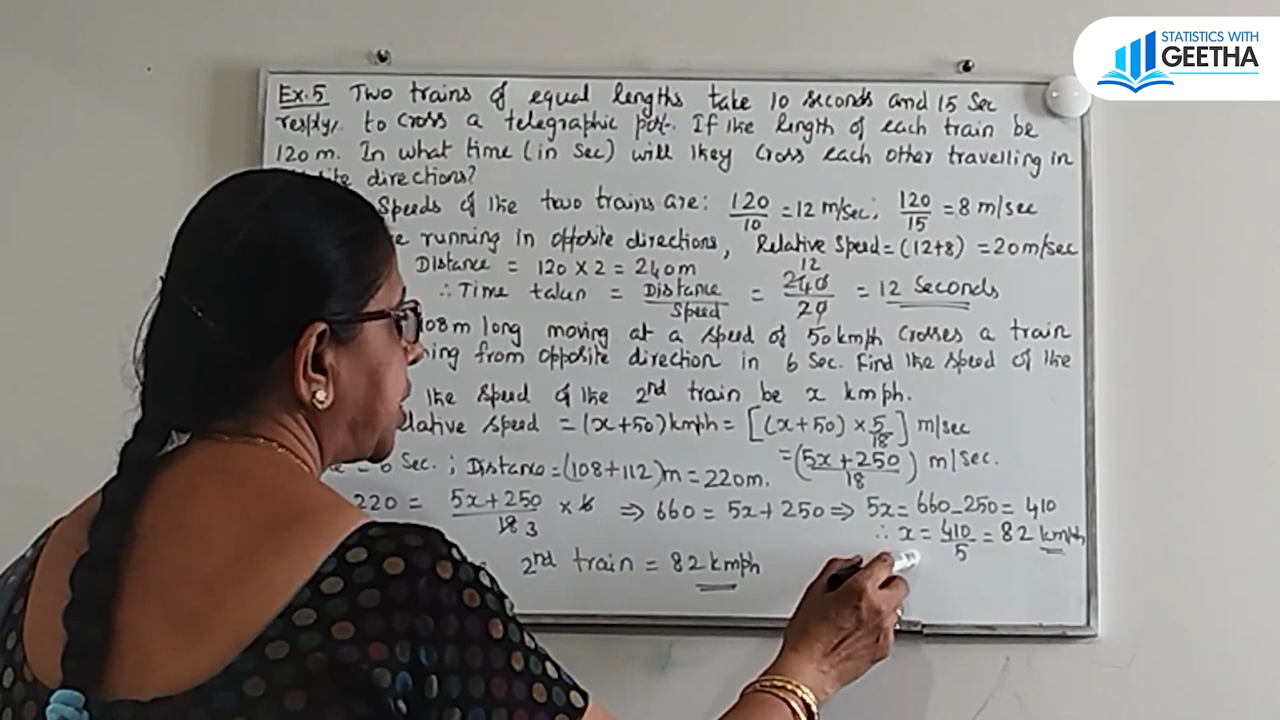 STATISTICS WITH
GEETHA
Ex.5 Two trains of equal lengths take 10 seconds and 15 Sec
resply, to cross a telegraphic post. If the length of each train be
120 m. In what time (in Sec) will they cross each other travelling in
site directions?
Speeds of the two trains are: 120/10 = 12 m/sec; 120/15 = 8 m/sec
running in opposite directions, Relative Speed = (12+8) = 20 m/sec
Distance = 120 X 2 = 240 m
∴ Time taken = Distance/Speed = 240/20 12 = 12 Seconds
108 m long moving at a speed of 50 kmph crosses a train
ing from opposite direction in 6 Sec. Find the speed of the
the speed of the 2nd train be x kmph.
lative speed = (x+50) kmph = [(x+50) × 5/18] m/sec
= (5x+250/18) m/sec.
Sec. ; Distance = (108+112)m = 220m.
220 = 5x+250/18 3 × 6 ⇒ 660 = 5x+250 ⇒ 5x = 660-250 = 410
∴ x = 410/5 = 82 kmph
2nd train = 82 kmph